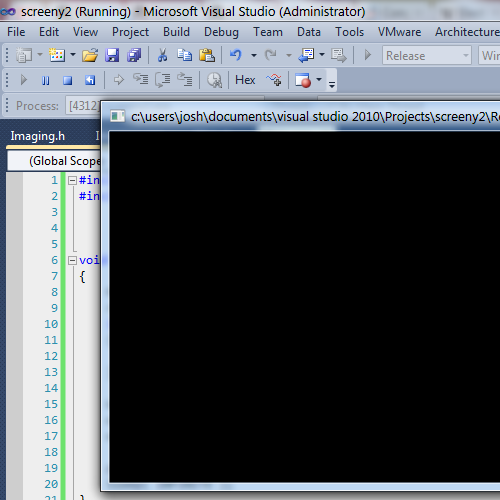 screeny2 (Running) - Microsoft Visual Studio (Administrator)
File Edit View Project Build Debug Team Data Tools VMware Architecture
Release Win
Hex
Process: [4312]
c:\users\josh\documents\visual studio 2010\Projects\screeny2\Re
Imaging.h
(Global Scope
1 #in
2 #in
3
4
5
6 voi
7 {
8
9
10
11
12
13
14
15
16
17
18
19
20
21 }